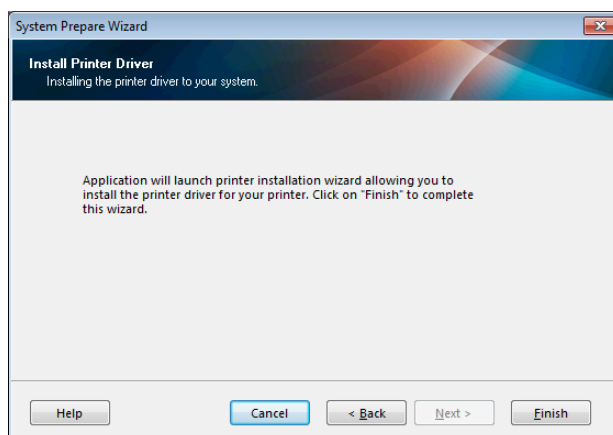 System Prepare Wizard
Install Printer Driver
Installing the printer driver to your system.
Application will launch printer installation wizard allowing you to
install the printer driver for your printer. Click on "Finish" to complete
this wizard.
Help Cancel < Back Next > Finish